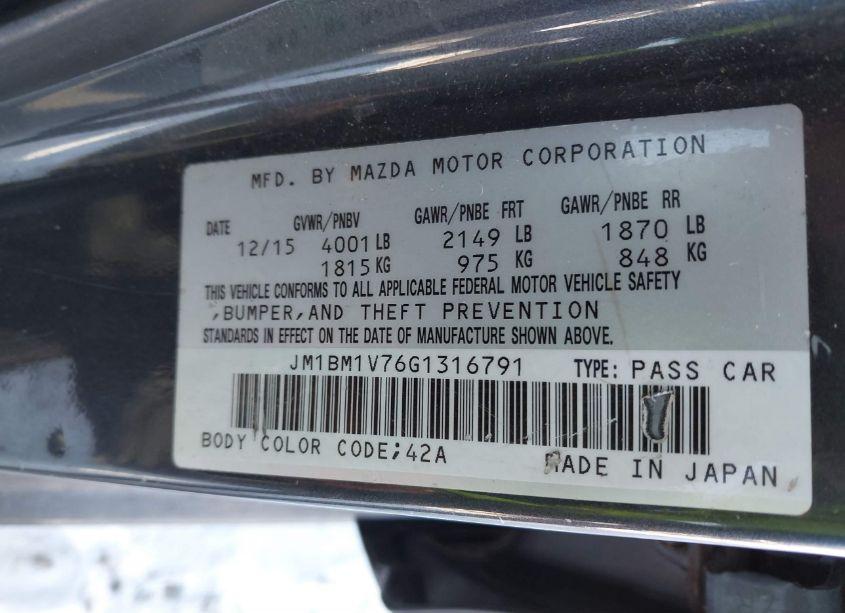 MFD. BY MAZDA MOTOR CORPORATION
DATE GVWR/PNBV GAWR/PNBE FRT GAWR/PNBE RR
12/15 4001 LB 2149 LB 1870 LB
1815 KG 975 KG 848 KG
THIS VEHICLE CONFORMS TO ALL APPLICABLE FEDERAL MOTOR VEHICLE SAFETY
,BUMPER,AND THEFT PREVENTION
STANDARDS IN EFFECT ON THE DATE OF MANUFACTURE SHOWN ABOVE.
JM1BM1V76G1316791 TYPE: PASS CAR
BODY COLOR CODE;42A MADE IN JAPAN